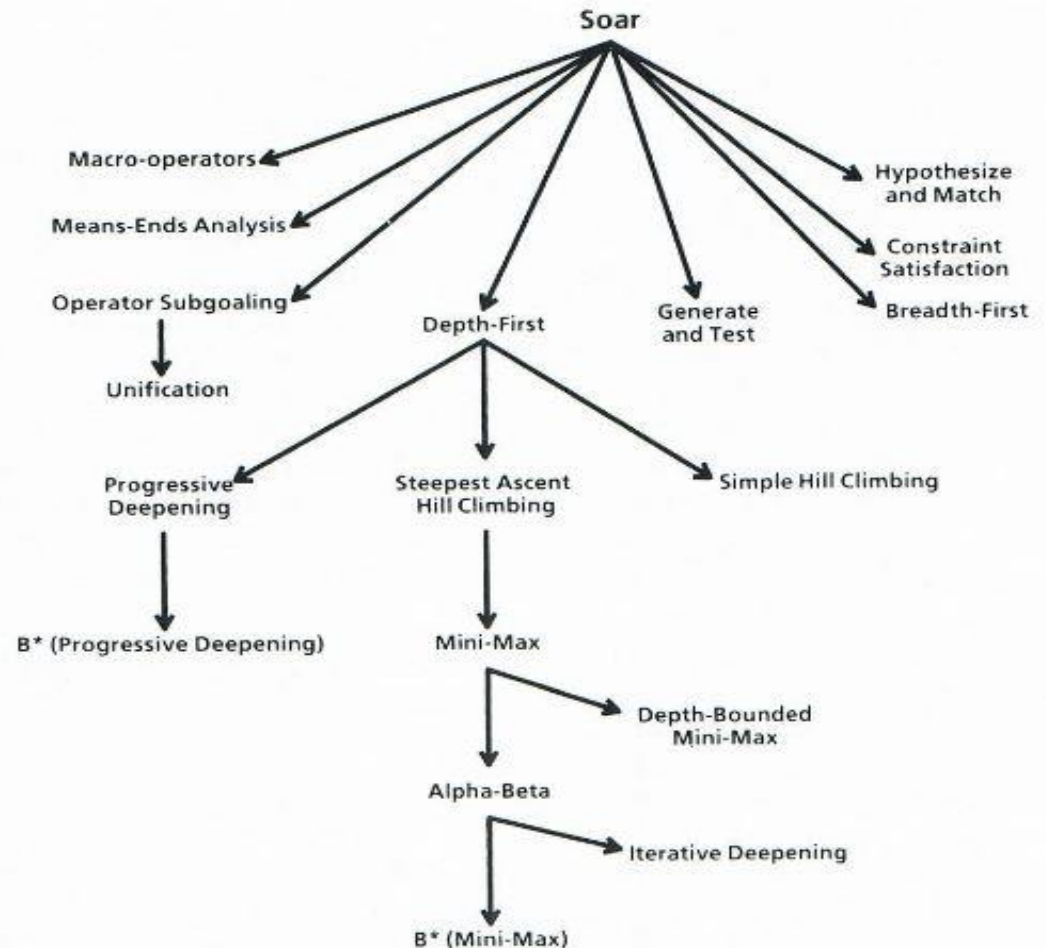 Soar
Macro-operators
Hypothesize
and Match
Means-Ends Analysis
Constraint
Satisfaction
Operator Subgoaling
Depth-First
Generate
and Test
Breadth-First
Unification
Progressive
Deepening
Steepest Ascent
Hill Climbing
Simple Hill Climbing
B* (Progressive Deepening)
Mini-Max
Depth-Bounded
Mini-Max
Alpha-Beta
Iterative Deepening
B* (Mini-Max)